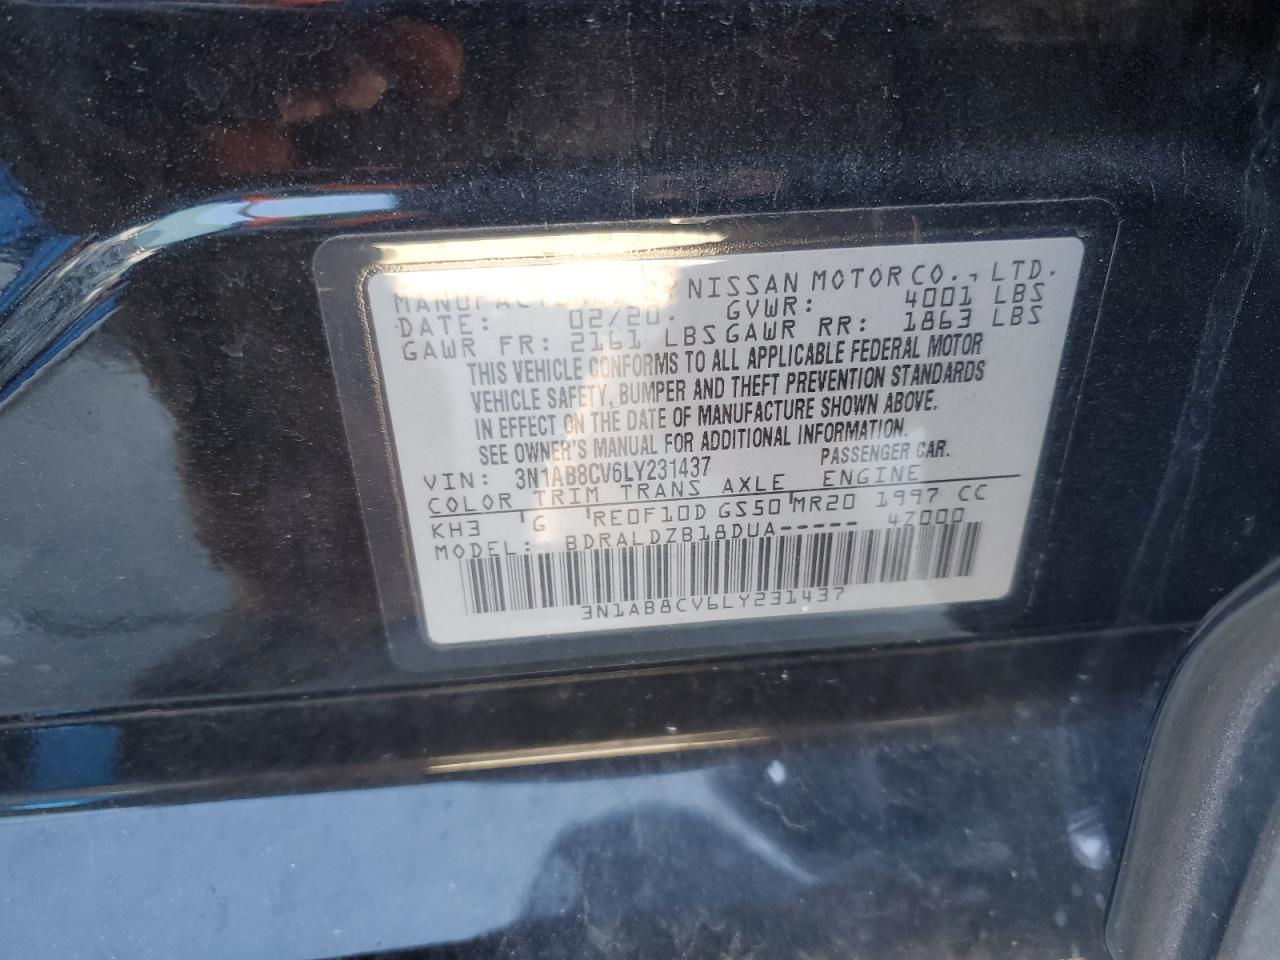 MANUFACTURED BY NISSAN MOTOR CO., LTD.
DATE: 02/20. GVWR: 4001 LBS
GAWR FR: 2161 LBS GAWR RR: 1863 LBS
THIS VEHICLE CONFORMS TO ALL APPLICABLE FEDERAL MOTOR
VEHICLE SAFETY, BUMPER AND THEFT PREVENTION STANDARDS
IN EFFECT ON THE DATE OF MANUFACTURE SHOWN ABOVE.
SEE OWNER'S MANUAL FOR ADDITIONAL INFORMATION.
VIN: 3N1AB8CV6LY231437 PASSENGER CAR.
COLOR TRIM TRANS AXLE ENGINE
KH3 G RE0F10D GS50 MR20 1997 CC
MODEL: BDRALDZB18DUA----- 47000
3N1AB8CV6LY231437